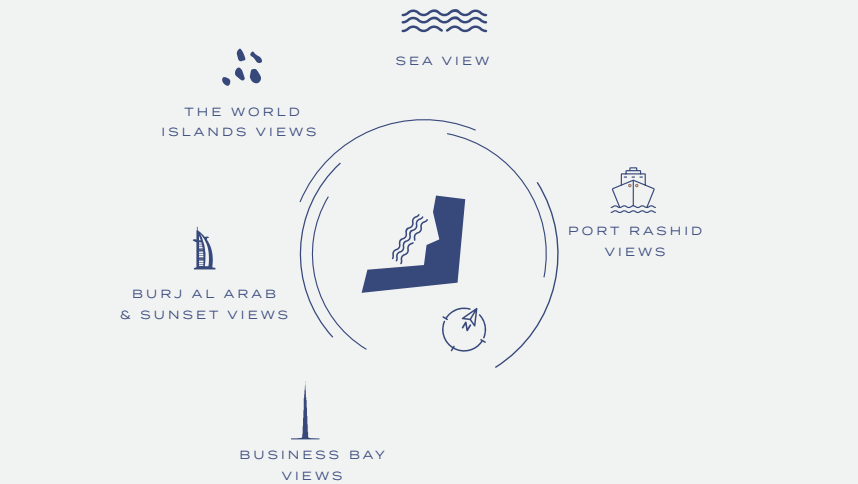 SEA VIEW
THE WORLD
ISLANDS VIEWS
PORT RASHID
VIEWS
BURJ AL ARAB
& SUNSET VIEWS
N
BUSINESS BAY
VIEWS